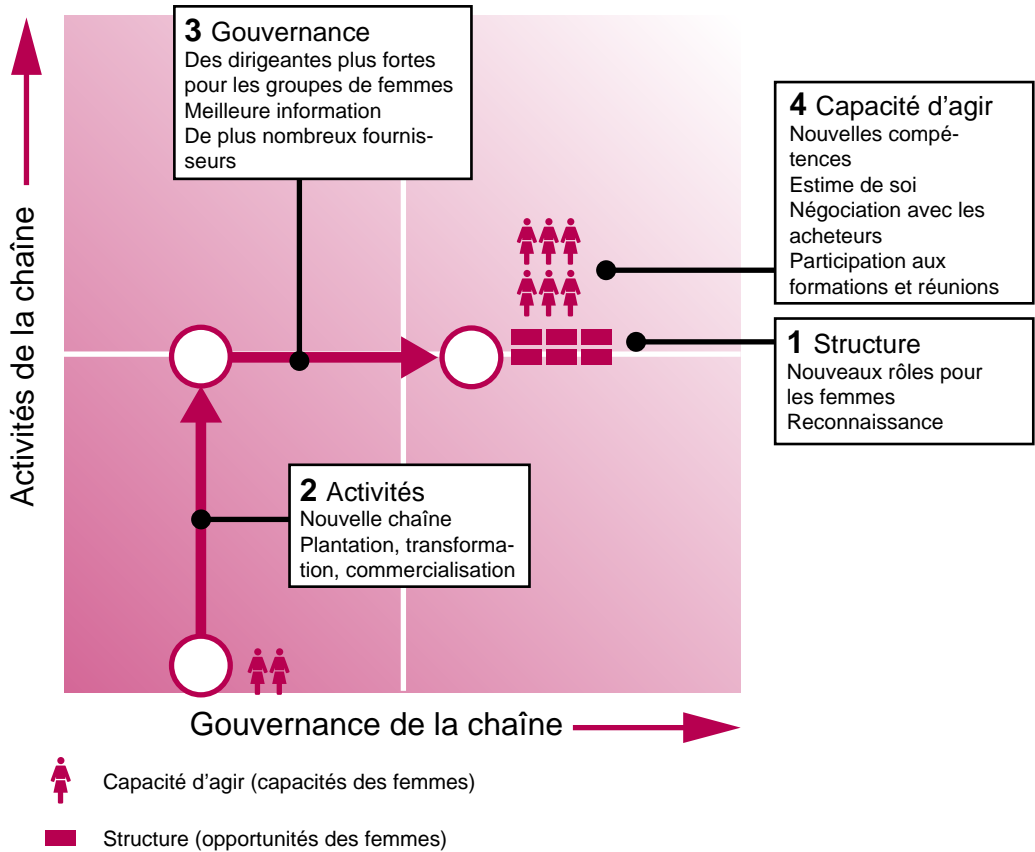 3 Gouvernance
Des dirigeantes plus fortes
pour les groupes de femmes
Meilleure information
De plus nombreux fournis-
seurs
4 Capacité d'agir
Nouvelles compé-
tences
Estime de soi
Négociation avec les
acheteurs
Participation aux
formations et réunions
1 Structure
Nouveaux rôles pour
les femmes
Reconnaissance
2 Activités
Nouvelle chaîne
Plantation, transforma-
tion, commercialisation
Activités de la chaîne
Gouvernance de la chaîne
Capacité d'agir (capacités des femmes)
Structure (opportunités des femmes)